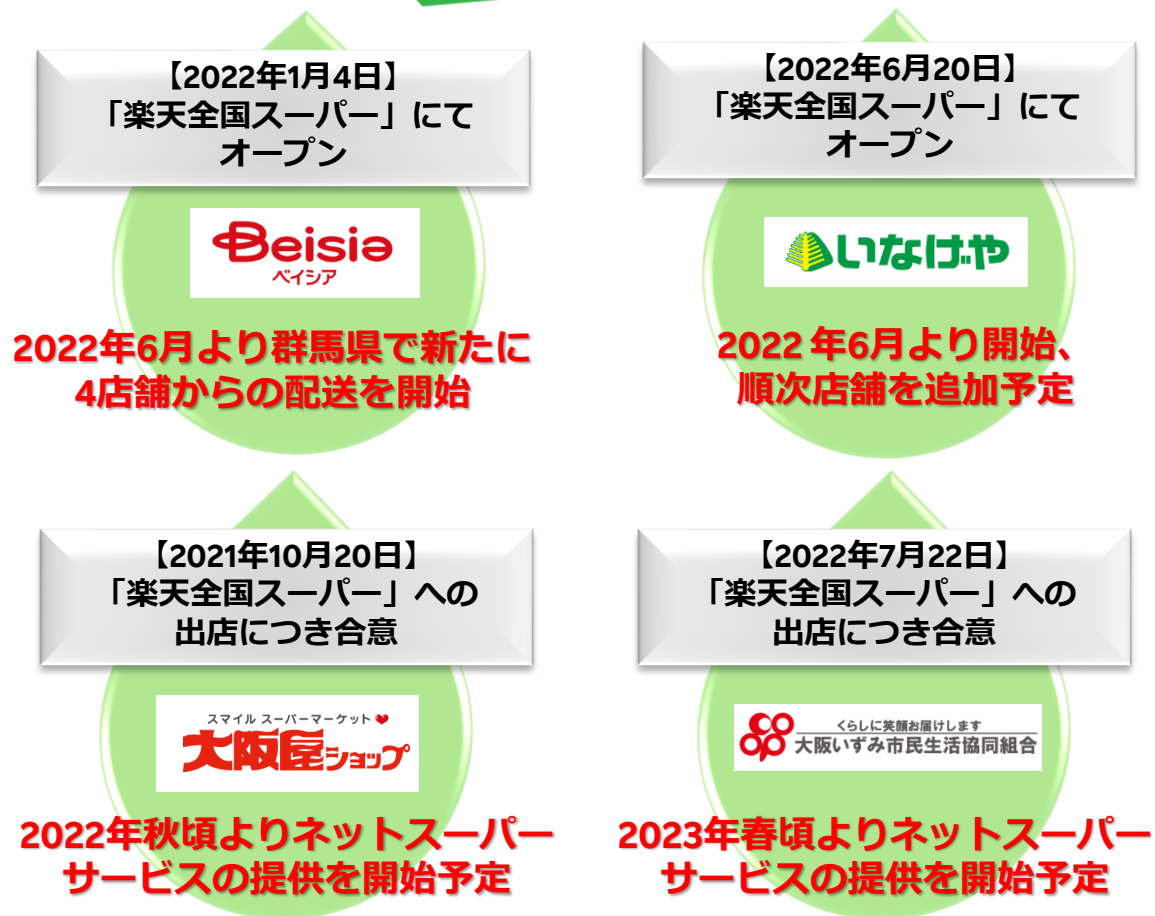 【2022年1月4日】
「楽天全国スーパー」にて
オープン
Beisia
ベイシア
2022年6月より群馬県で新たに
4店舗からの配送を開始
【2022年6月20日】
「楽天全国スーパー」にて
オープン
いなげや
2022年6月より開始、
順次店舗を追加予定
【2021年10月20日】
「楽天全国スーパー」への
出店につき合意
スマイル スーパーマーケット
大阪屋ショップ
2022年秋頃よりネットスーパー
サービスの提供を開始予定
【2022年7月22日】
「楽天全国スーパー」への
出店につき合意
くらしに笑顔お届けします
大阪いずみ市民生活協同組合
2023年春頃よりネットスーパー
サービスの提供を開始予定